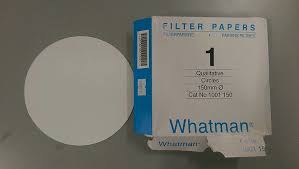 FILTER PAPERS
1
Qualitative
Circles
150mm Ø
Cat No 1001 150
Whatman®
Whatman®